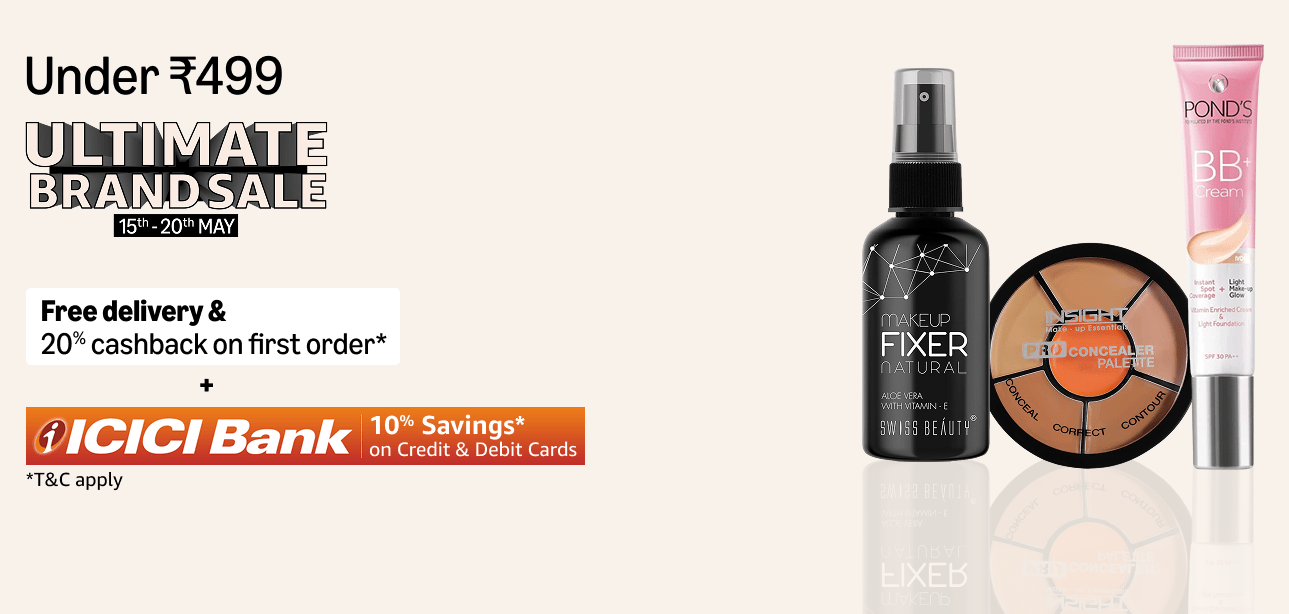 Under ₹499
ULTIMATE
BRAND SALE
15th - 20th MAY
Free delivery &
20% cashback on first order*
+
i ICICI Bank
10% Savings*
on Credit & Debit Cards
*T&C apply
MAKEUP
FIXER
NATURAL
ALOE VERA
WITH VITAMIN - E
SWISS BEAUTY®
INSIGHT
Make - up Essentials
PRO CONCEALER
PALETTE
CONCEAL
CORRECT
CONTOUR
POND'S
BB+
Cream
Instant
Spot
Coverage
+
Light
Make-up
Glow
Vitamin Enriched Cream
&
Light Foundation
SPF 30 PA++